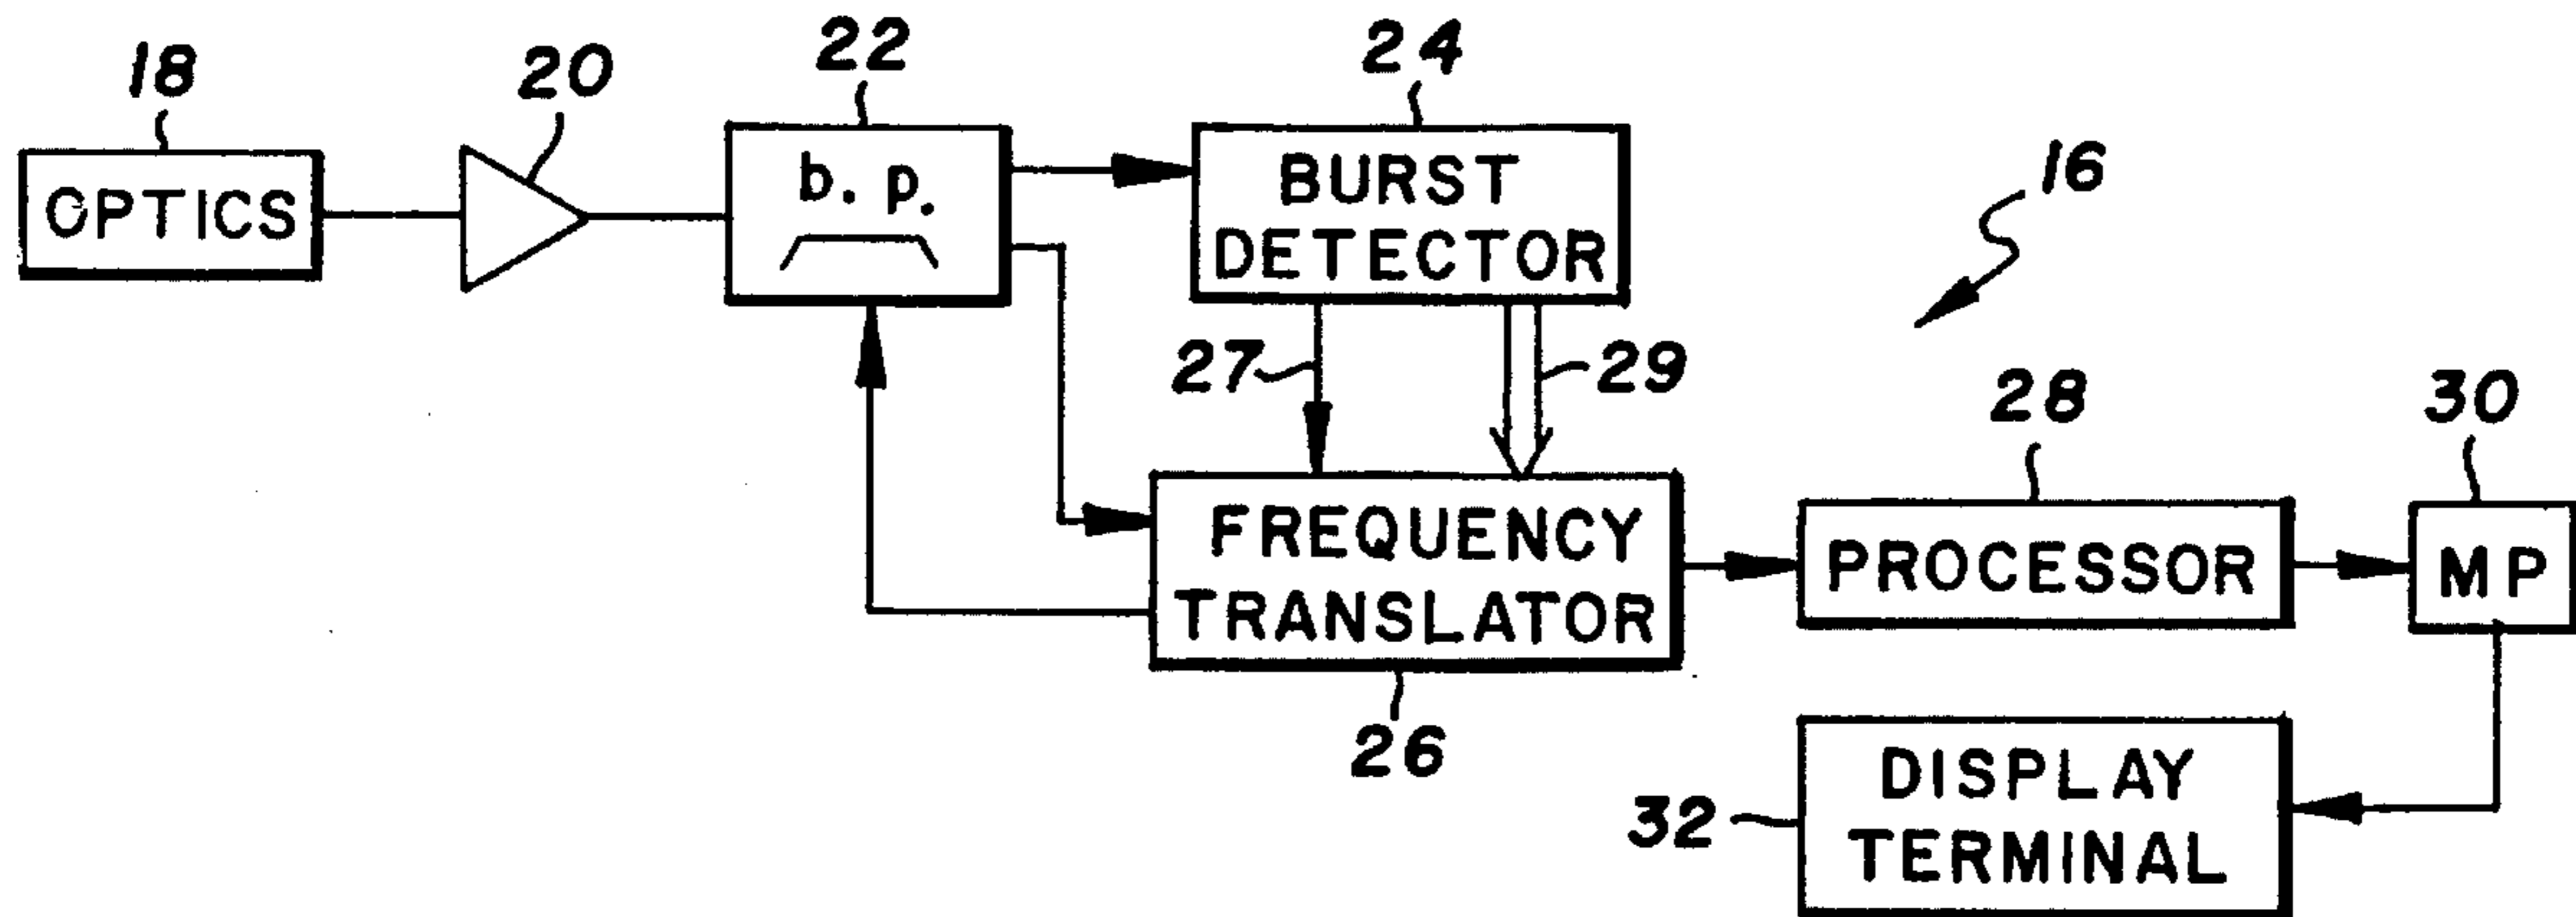 18
20
22
24
16
OPTICS
b. p.
BURST
DETECTOR
27
29
28
30
FREQUENCY
TRANSLATOR
PROCESSOR
MP
26
32
DISPLAY
TERMINAL